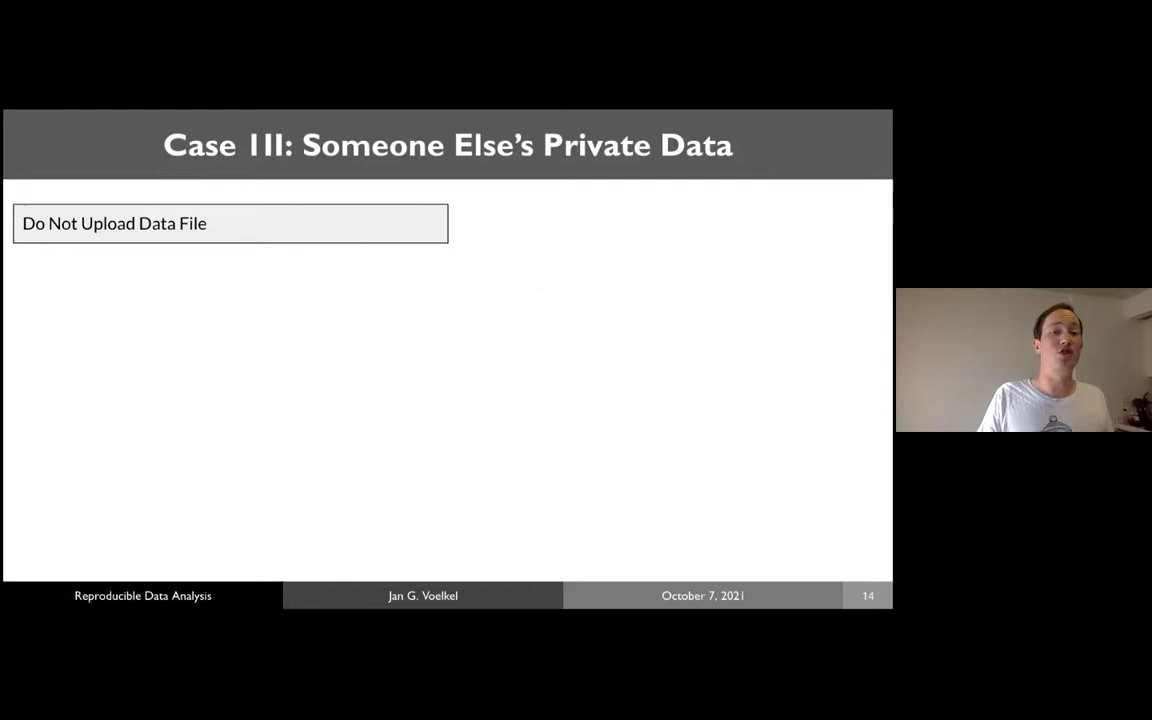 Case 1II: Someone Else's Private Data
Do Not Upload Data File
Reproducible Data Analysis
Jan G. Voelkel
October 7, 2021
14